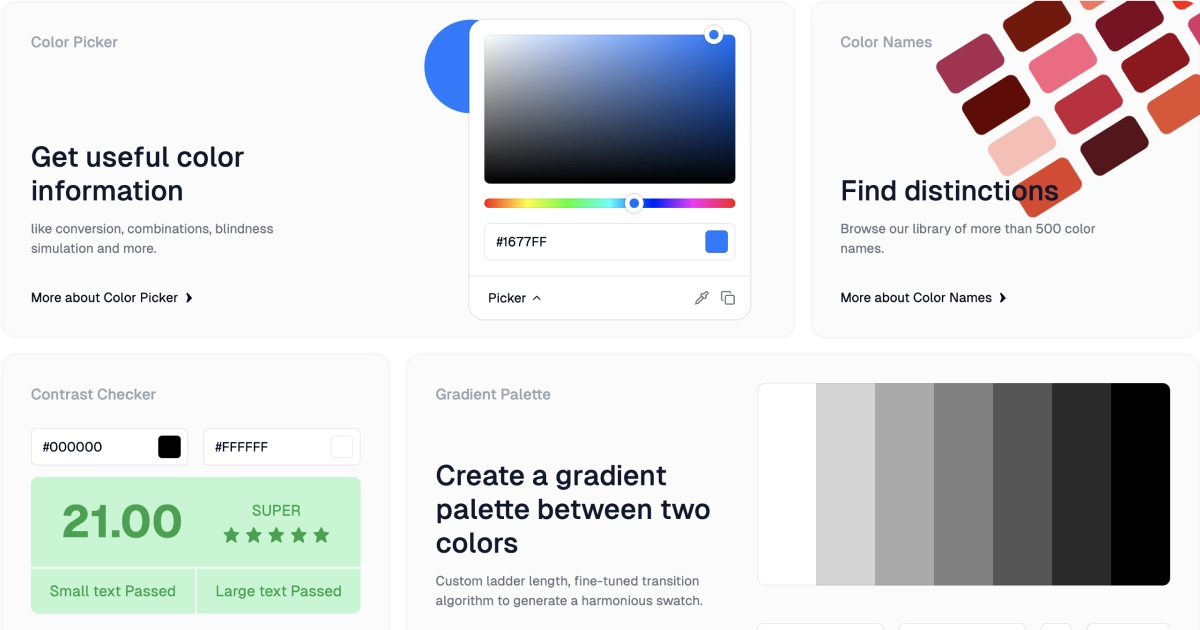 Color Picker
Get useful color
information
like conversion, combinations, blindness
simulation and more.
More about Color Picker
#1677FF
Picker
Color Names
Find distinctions
Browse our library of more than 500 color
names.
More about Color Names
Contrast Checker
#000000
#FFFFFF
21.00
SUPER
Small text Passed
Large text Passed
Gradient Palette
Create a gradient
palette between two
colors
Custom ladder length, fine-tuned transition
algorithm to generate a harmonious swatch.